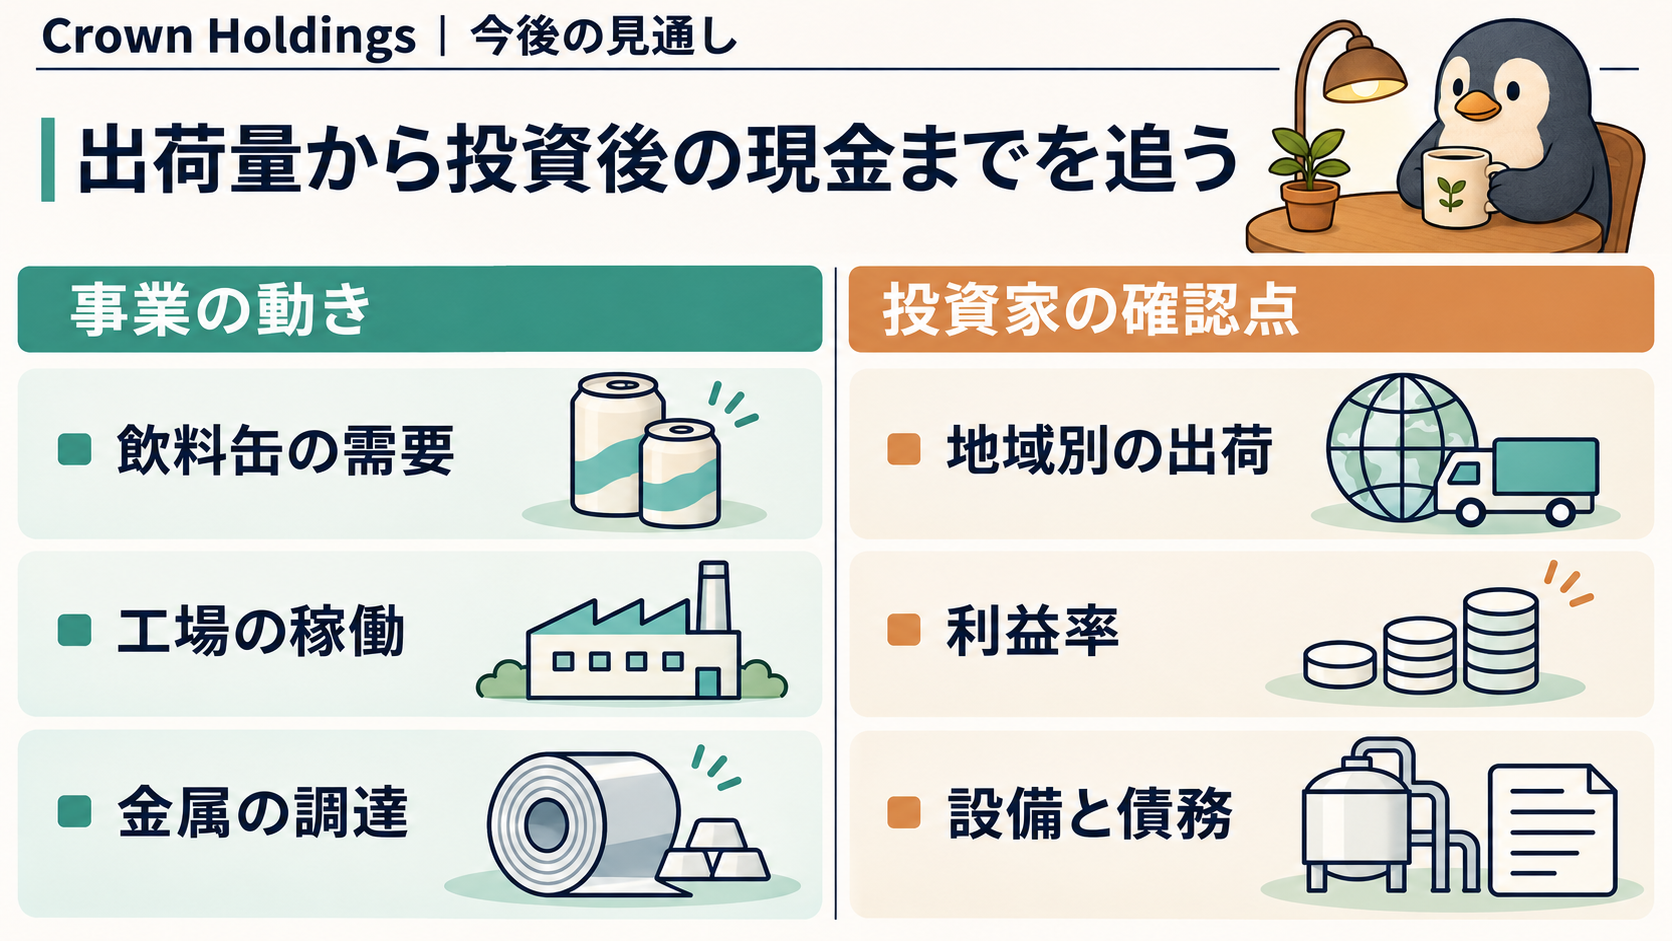 Crown Holdings｜今後の見通し
出荷量から投資後の現金までを追う
事業の動き
飲料缶の需要
工場の稼働
金属の調達
投資家の確認点
地域別の出荷
利益率
設備と債務